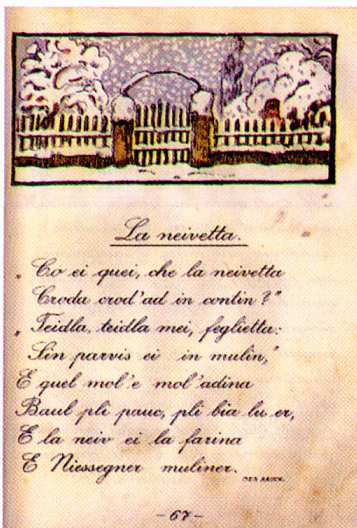 La neivetta.
„Co ei quei, che la neivetta
Croda crod'ad in contin?"
„Teidla, teidla mei, feglietta:
Sin parvis ei in mulin,"
E quel mol'e mol'adina
Baul pli pauc, pli bia lu er,
E la neiv ei la farina
E Niessegner muliner.
-67-